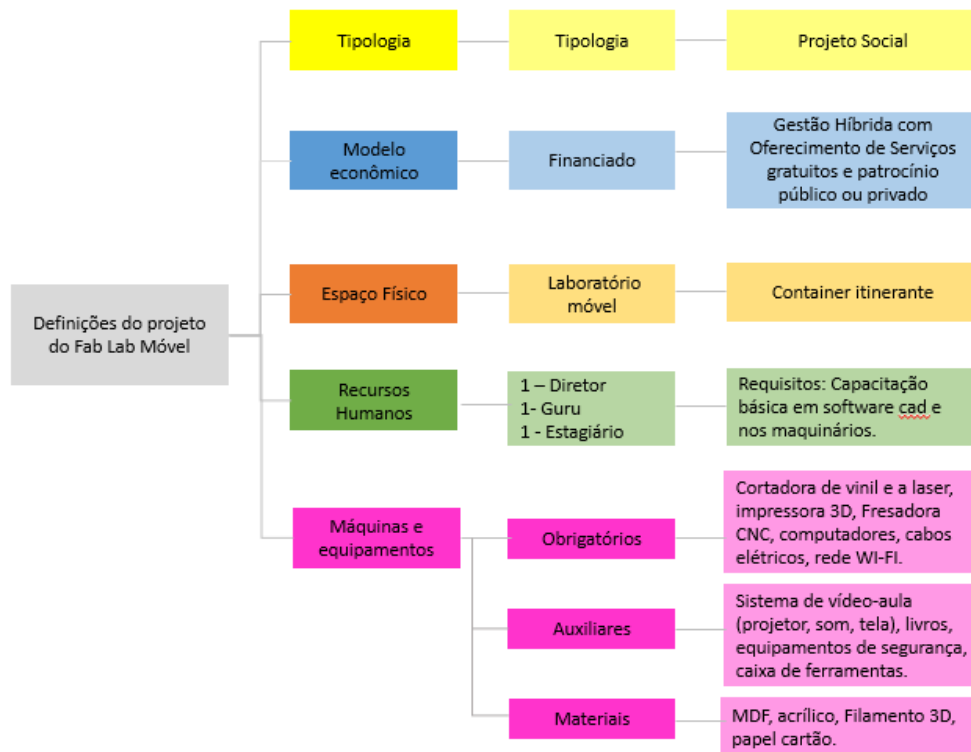 Tipologia
Tipologia
Projeto Social
Modelo
econômico
Financiado
Gestão Híbrida com
Oferecimento de Serviços
gratuitos e patrocínio
público ou privado
Definições do projeto
do Fab Lab Móvel
Espaço Físico
Laboratório
móvel
Container itinerante
Recursos
Humanos
1 – Diretor
1- Guru
1 - Estagiário
Requisitos: Capacitação
básica em software cad e
nos maquinários.
Máquinas e
equipamentos
Obrigatórios
Cortadora de vinil e a laser,
impressora 3D, Fresadora
CNC, computadores, cabos
elétricos, rede WI-FI.
Auxiliares
Sistema de vídeo-aula
(projetor, som, tela), livros,
equipamentos de segurança,
caixa de ferramentas.
Materiais
MDF, acrílico, Filamento 3D,
papel cartão.